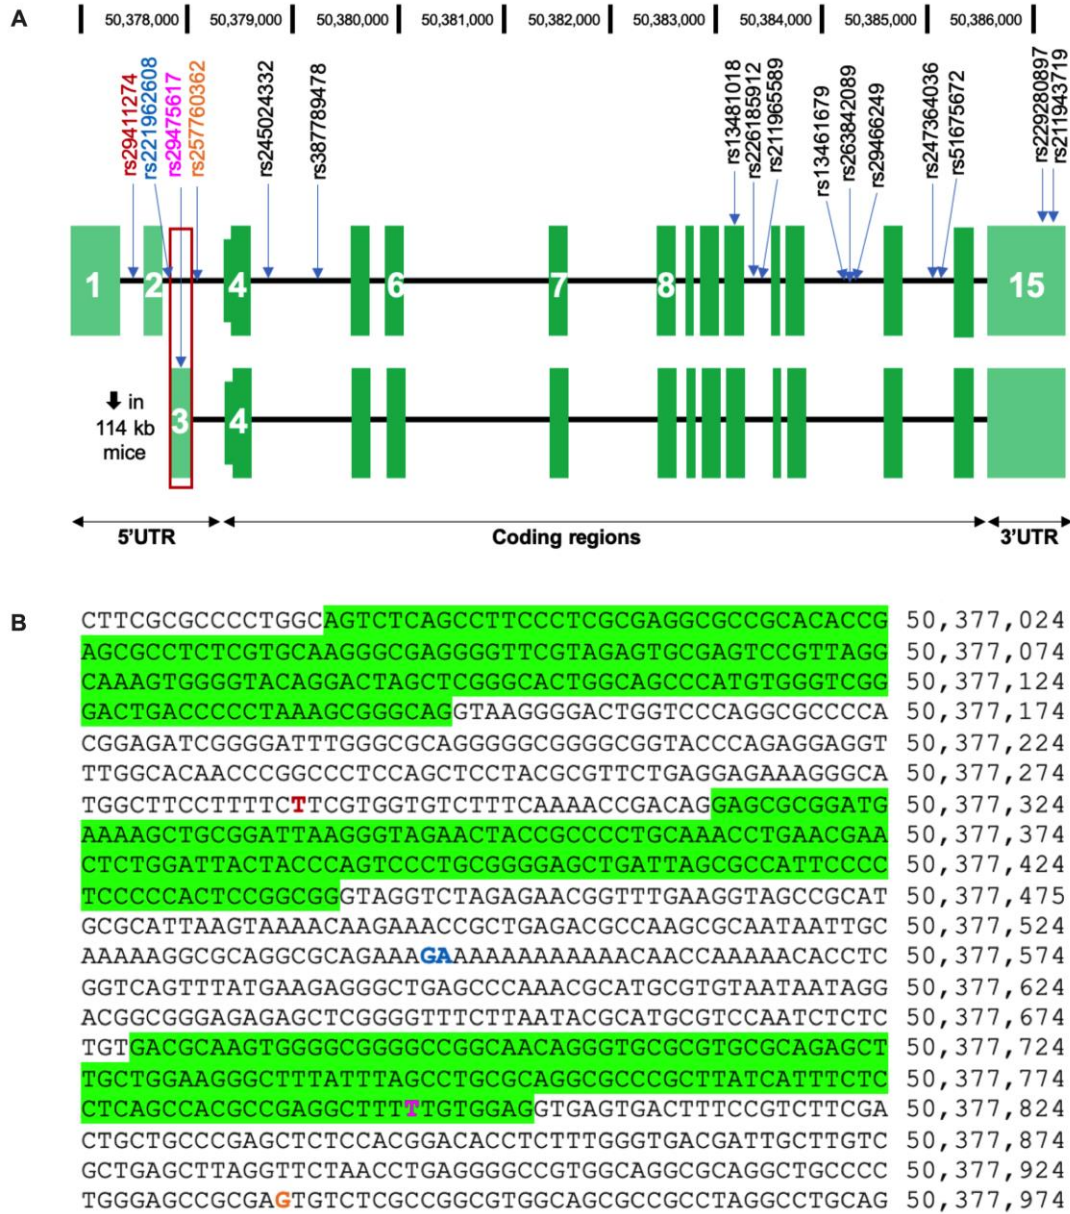 A
50,378,000 50,379,000 50,380,000 50,381,000 50,382,000 50,383,000 50,384,000 50,385,000 50,386,000
rs29411274
rs221962608
rs29475617
rs257760362
rs245024332
rs387789478
rs13481018
rs226185912
rs211965589
rs13461679
rs263842089
rs29466249
rs247364036
rs51675672
rs229280897
rs211943719
1 2 4 6 7 8 15
⬇ in
114 kb
mice
3 4
5'UTR Coding regions 3'UTR
B
CTTCGCGCCCCTGGCAGTCTCAGCCTTCCCTCGCGAGGCGCCGCACACCG 50,377,024
AGCGCCTCTCGTGCAAGGGCGAGGGGTTCGTAGAGTGCGAGTCCGTTAGG 50,377,074
CAAAGTGGGGTACAGGACTAGCTCGGGCACTGGCAGCCCATGTGGGTCGG 50,377,124
GACTGACCCCCTAAAGCGGGCAGGTAAGGGGACTGGTCCCAGGCGCCCCA 50,377,174
CGGAGATCGGGGATTTGGGCGCAGGGGGCGGGGCGGTACCCAGAGGAGGT 50,377,224
TTGGCACAACCCGGCCCTCCAGCTCCTACGCGTTCTGAGGAGAAAGGGCA 50,377,274
TGGCTTCCTTTTCTTCGTGGTGTCTTTCAAAACCGACAGGAGCGCGGATG 50,377,324
AAAAGCTGCGGATTAAGGGTAGAACTACCGCCCCTGCAAACCTGAACGAA 50,377,374
CTCTGGATTACTACCCAGTCCCTGCGGGGAGCTGATTAGCGCCATTCCCC 50,377,424
TCCCCCACTCCGGCGGGTAGGTCTAGAGAACGGTTTGAAGGTAGCCGCAT 50,377,475
GCGCATTAAGTAAAACAAGAAACCGCTGAGACGCCAAGCGCAATAATTGC 50,377,524
AAAAAGGCGCAGGCGCAGAAAGAAAAAAAAAAAAACAACCAAAAACACCTC 50,377,574
GGTCAGTTTATGAAGAGGGCTGAGCCCAAACGCATGCGTGTAATAATAGG 50,377,624
ACGGCGGGAGAGAGCTCGGGGTTTCTTAATACGCATGCGTCCAATCTCTC 50,377,674
TGTGACGCAAGTGGGGCGGGGCCGGCAACAGGGTGCGCGTGCGCAGAGCT 50,377,724
TGCTGGAAGGGCTTTATTTAGCCTGCGCAGGCGCCCGCTTATCATTTCTC 50,377,774
CTCAGCCACGCCGAGGCTTTTTGTGGAGGTGAGTGACTTTCCGTCTTCGA 50,377,824
CTGCTGCCCGAGCTCTCCACGGACACCTCTTTGGGTGACGATTGCTTGTC 50,377,874
GCTGAGCTTAGGTTCTAACCTGAGGGGCCGTGGCAGGCGCAGGCTGCCCC 50,377,924
TGGGAGCCGCGAGTGTCTCGCCGGCGTGGCAGCGCCGCCTAGGCCTGCAG 50,377,974